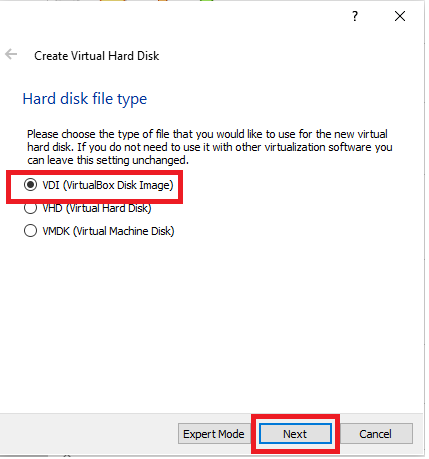 ?
Create Virtual Hard Disk
Hard disk file type
Please choose the type of file that you would like to use for the new virtual
hard disk. If you do not need to use it with other virtualization software you
can leave this setting unchanged.
VDI (VirtualBox Disk Image)
VHD (Virtual Hard Disk)
VMDK (Virtual Machine Disk)
Expert Mode Next Cancel